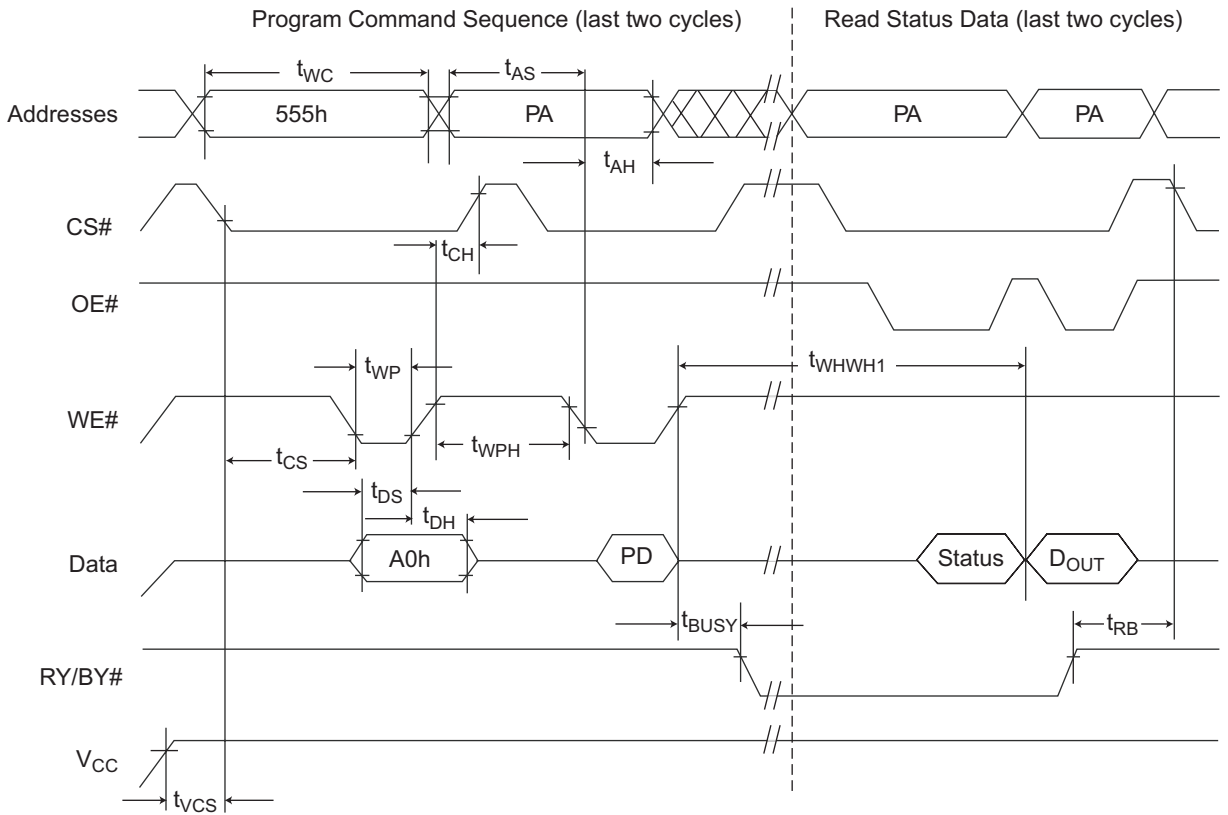 Program Command Sequence (last two cycles)
Read Status Data (last two cycles)
tWC
tAS
Addresses
555h
PA
PA
PA
tAH
CS#
tCH
OE#
tWP
tWHWH1
WE#
tWPH
tCS
tDS
tDH
Data
A0h
PD
Status
DOUT
tBUSY
tRB
RY/BY#
VCC
tVCS